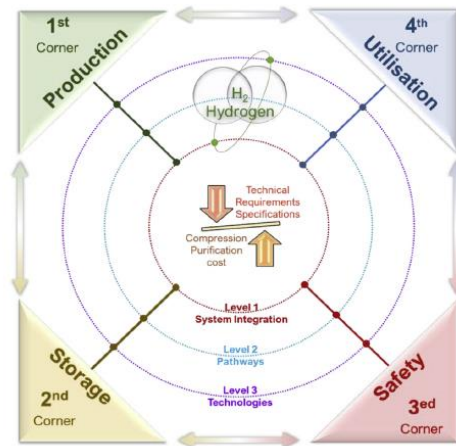 1st
Corner
Production
4th
Corner
Utilisation
H2
Hydrogen
Technical
Requirements
Specifications
Compression
Purification
cost
Level 1
System Integration
Level 2
Pathways
Level 3
Technologies
Storage
2nd
Corner
Safety
3ed
Corner